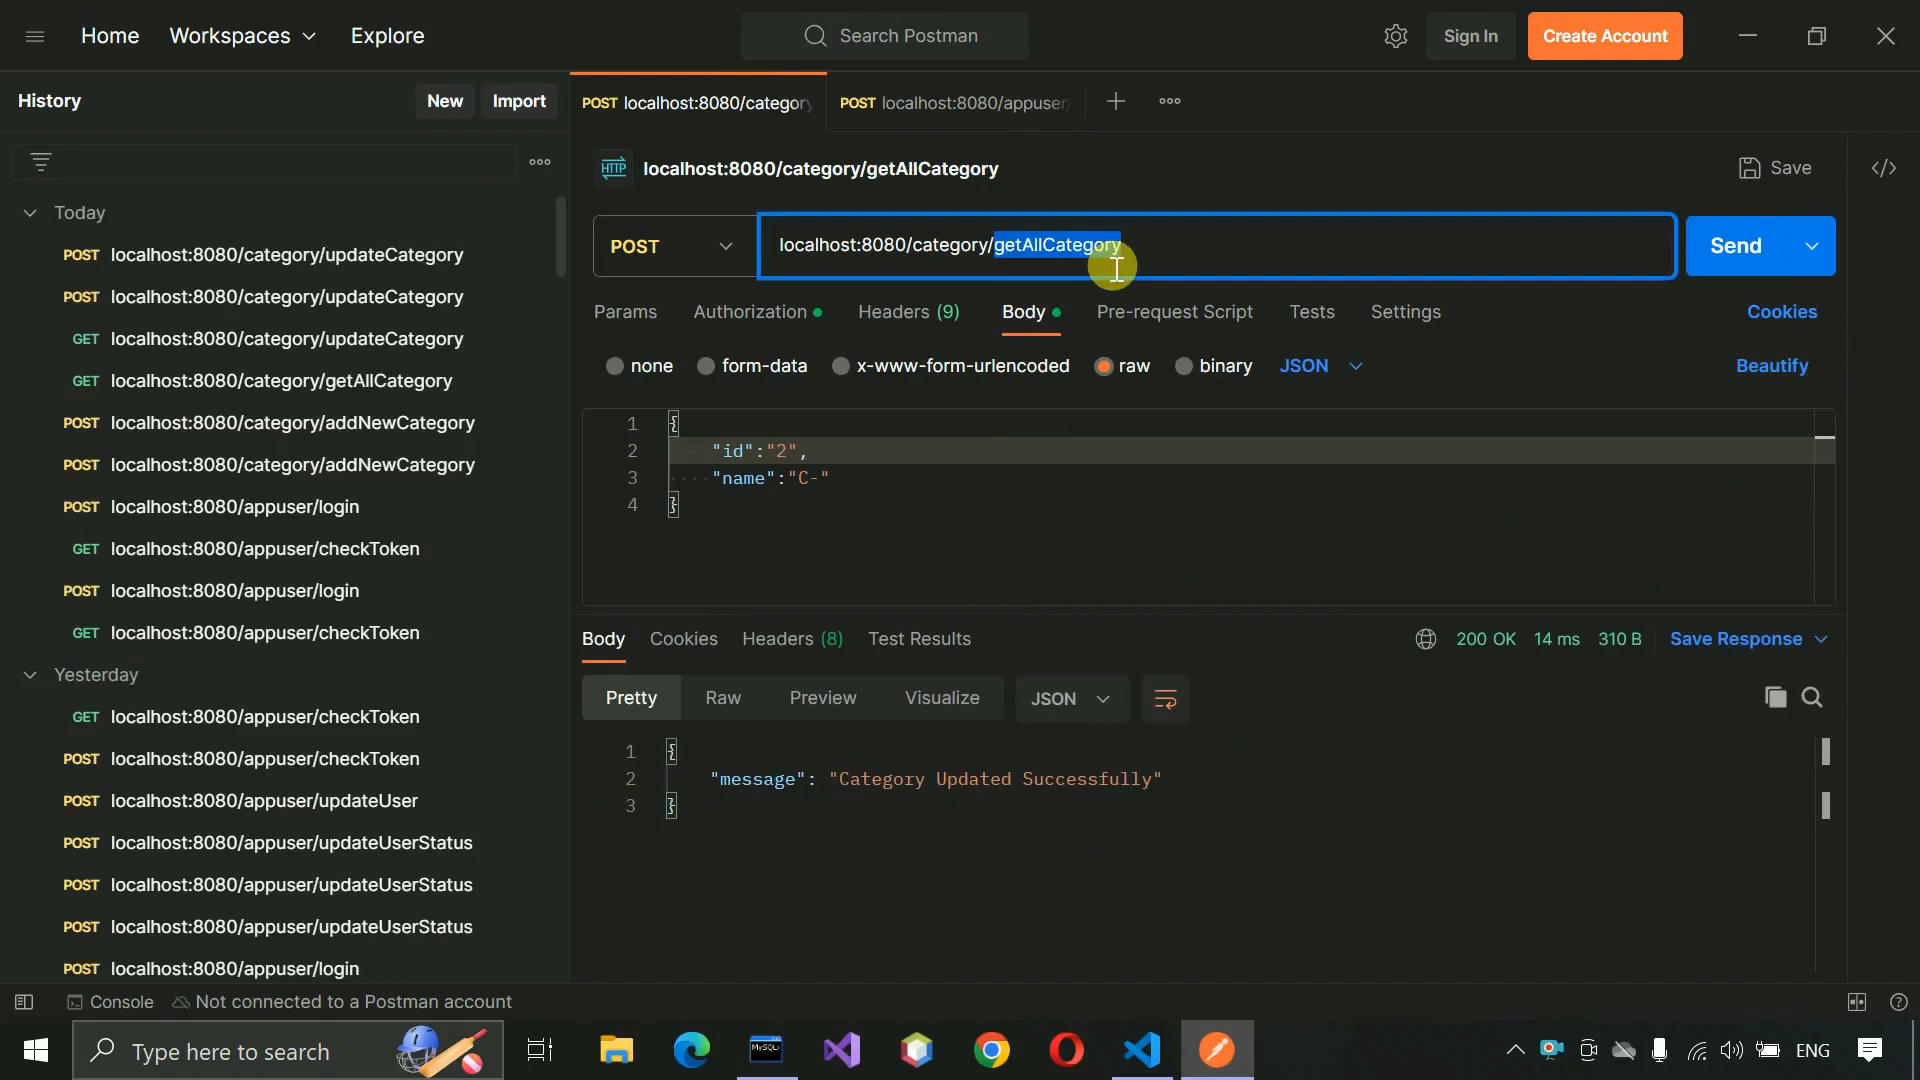 Home Workspaces Explore Search Postman Sign In Create Account
History New Import
POST localhost:8080/category POST localhost:8080/appuser
HTTP localhost:8080/category/getAllCategory Save
Today
POST localhost:8080/category/updateCategory
POST localhost:8080/category/updateCategory
GET localhost:8080/category/updateCategory
GET localhost:8080/category/getAllCategory
POST localhost:8080/category/addNewCategory
POST localhost:8080/category/addNewCategory
POST localhost:8080/appuser/login
GET localhost:8080/appuser/checkToken
POST localhost:8080/appuser/login
GET localhost:8080/appuser/checkToken
Yesterday
GET localhost:8080/appuser/checkToken
POST localhost:8080/appuser/checkToken
POST localhost:8080/appuser/updateUser
POST localhost:8080/appuser/updateUserStatus
POST localhost:8080/appuser/updateUserStatus
POST localhost:8080/appuser/updateUserStatus
POST localhost:8080/appuser/login
POST localhost:8080/category/getAllCategory Send
Params Authorization Headers (9) Body Pre-request Script Tests Settings Cookies
none form-data x-www-form-urlencoded raw binary JSON Beautify
1 {
2 "id":"2",
3 "name":"C-"
4 }
Body Cookies Headers (8) Test Results 200 OK 14 ms 310 B Save Response
Pretty Raw Preview Visualize JSON
1 {
2 "message": "Category Updated Successfully"
3 }
Console Not connected to a Postman account
Type here to search MySQL ENG